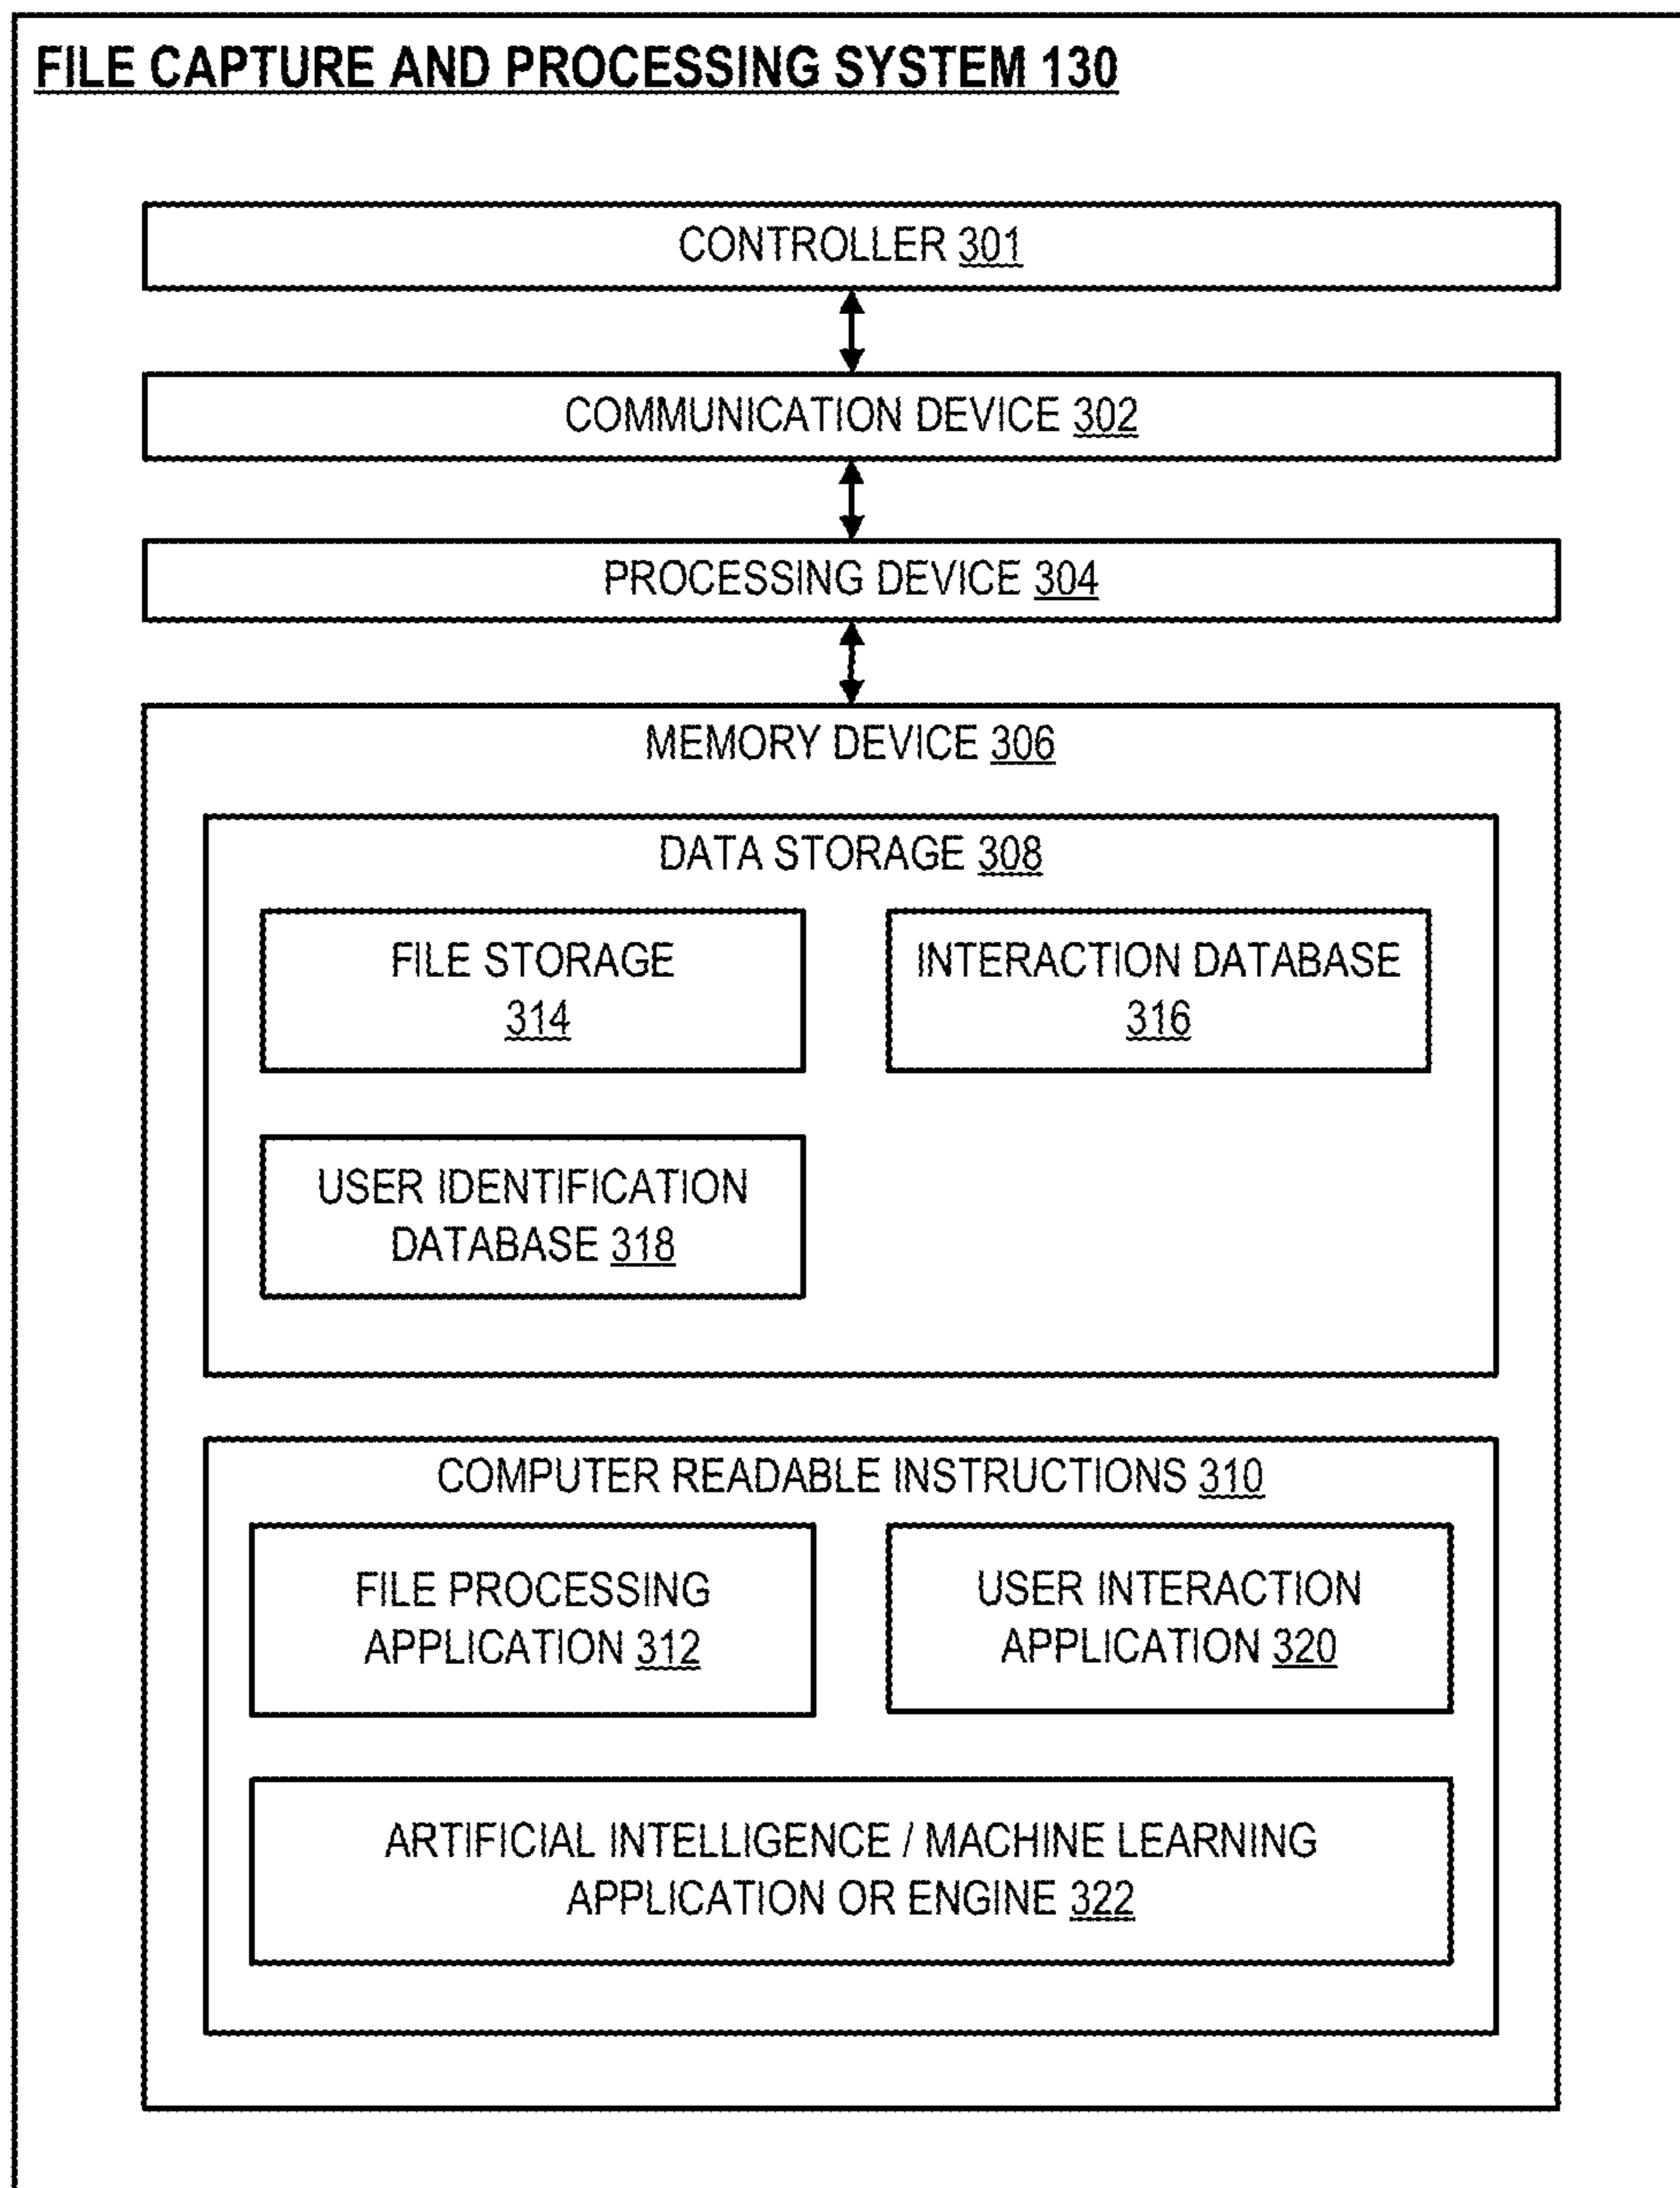 FILE CAPTURE AND PROCESSING SYSTEM 130
CONTROLLER 301
COMMUNICATION DEVICE 302
PROCESSING DEVICE 304
MEMORY DEVICE 306
DATA STORAGE 308
FILE STORAGE
314
INTERACTION DATABASE
316
USER IDENTIFICATION
DATABASE 318
COMPUTER READABLE INSTRUCTIONS 310
FILE PROCESSING
APPLICATION 312
USER INTERACTION
APPLICATION 320
ARTIFICIAL INTELLIGENCE / MACHINE LEARNING
APPLICATION OR ENGINE 322